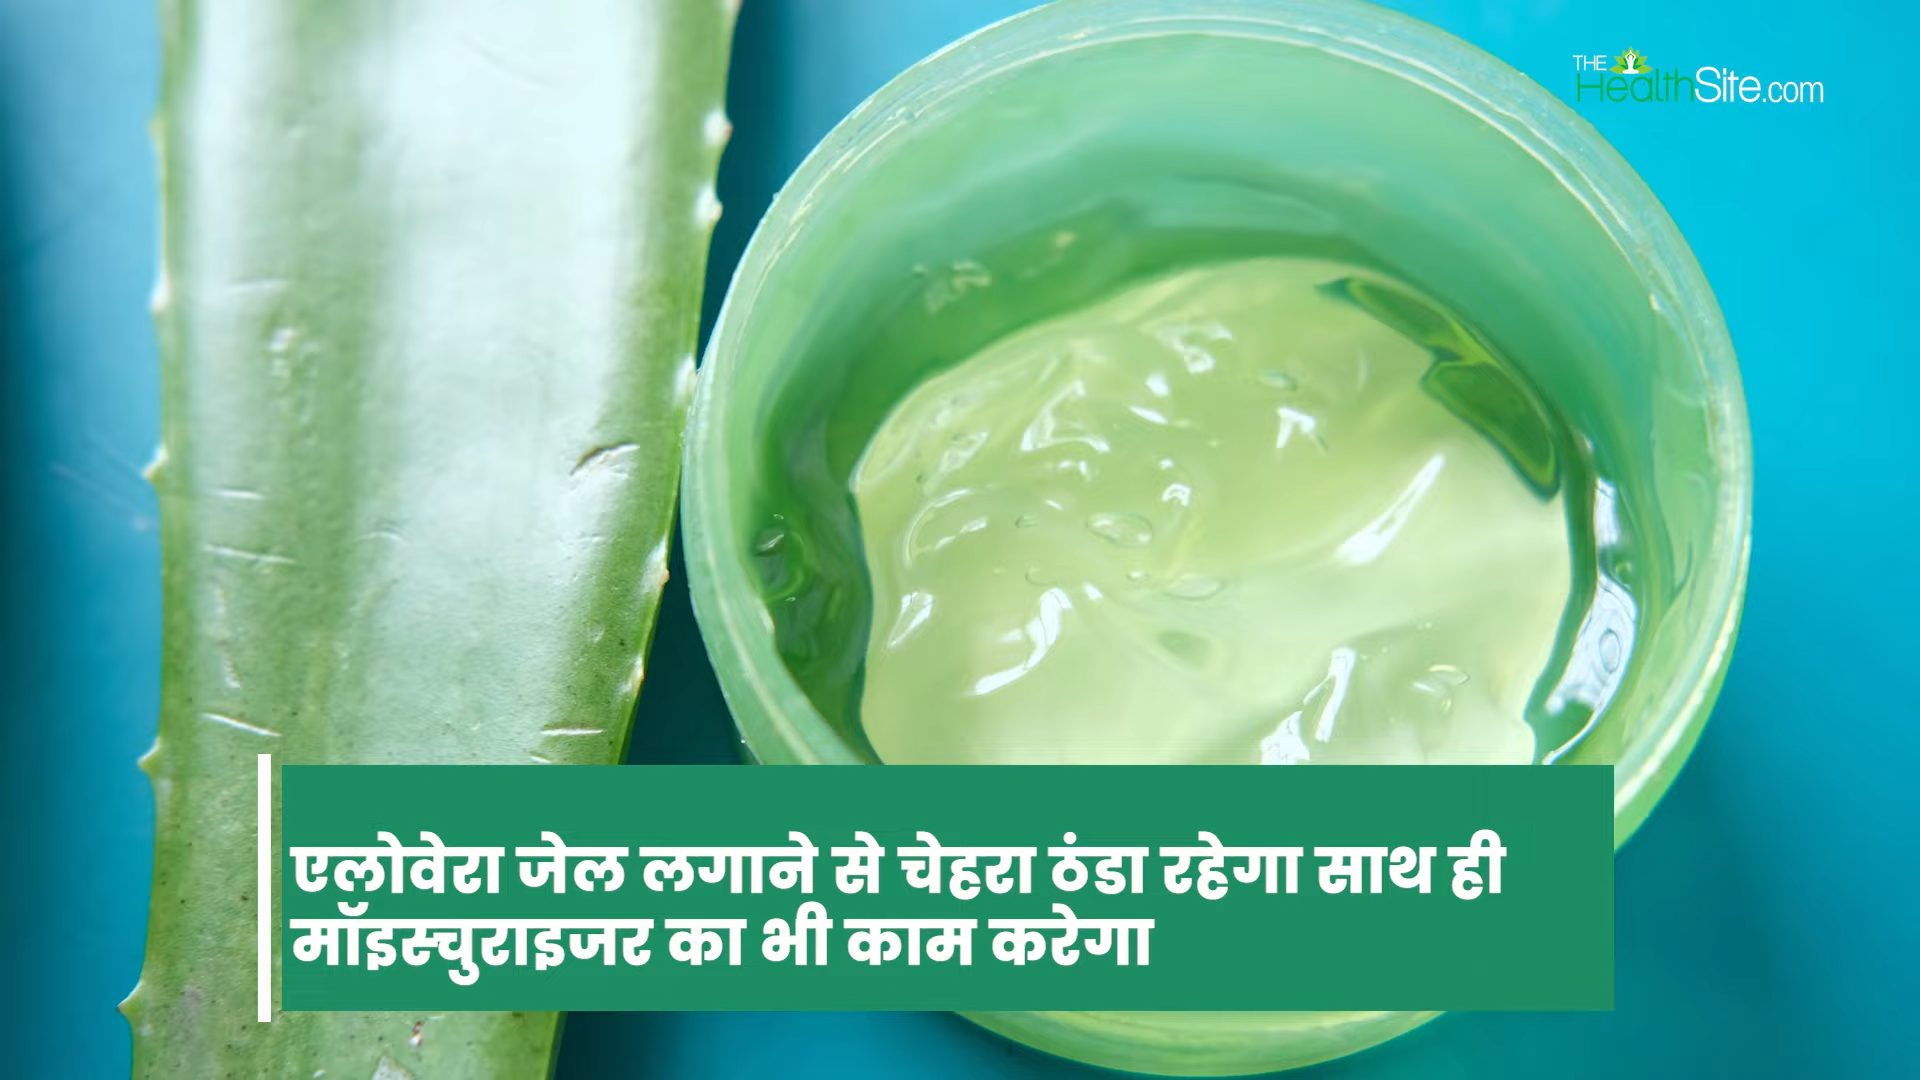 THE
HealthSite.com
एलोवेरा जेल लगाने से चेहरा ठंडा रहेगा साथ ही
मॉइस्चुराइजर का भी काम करेगा